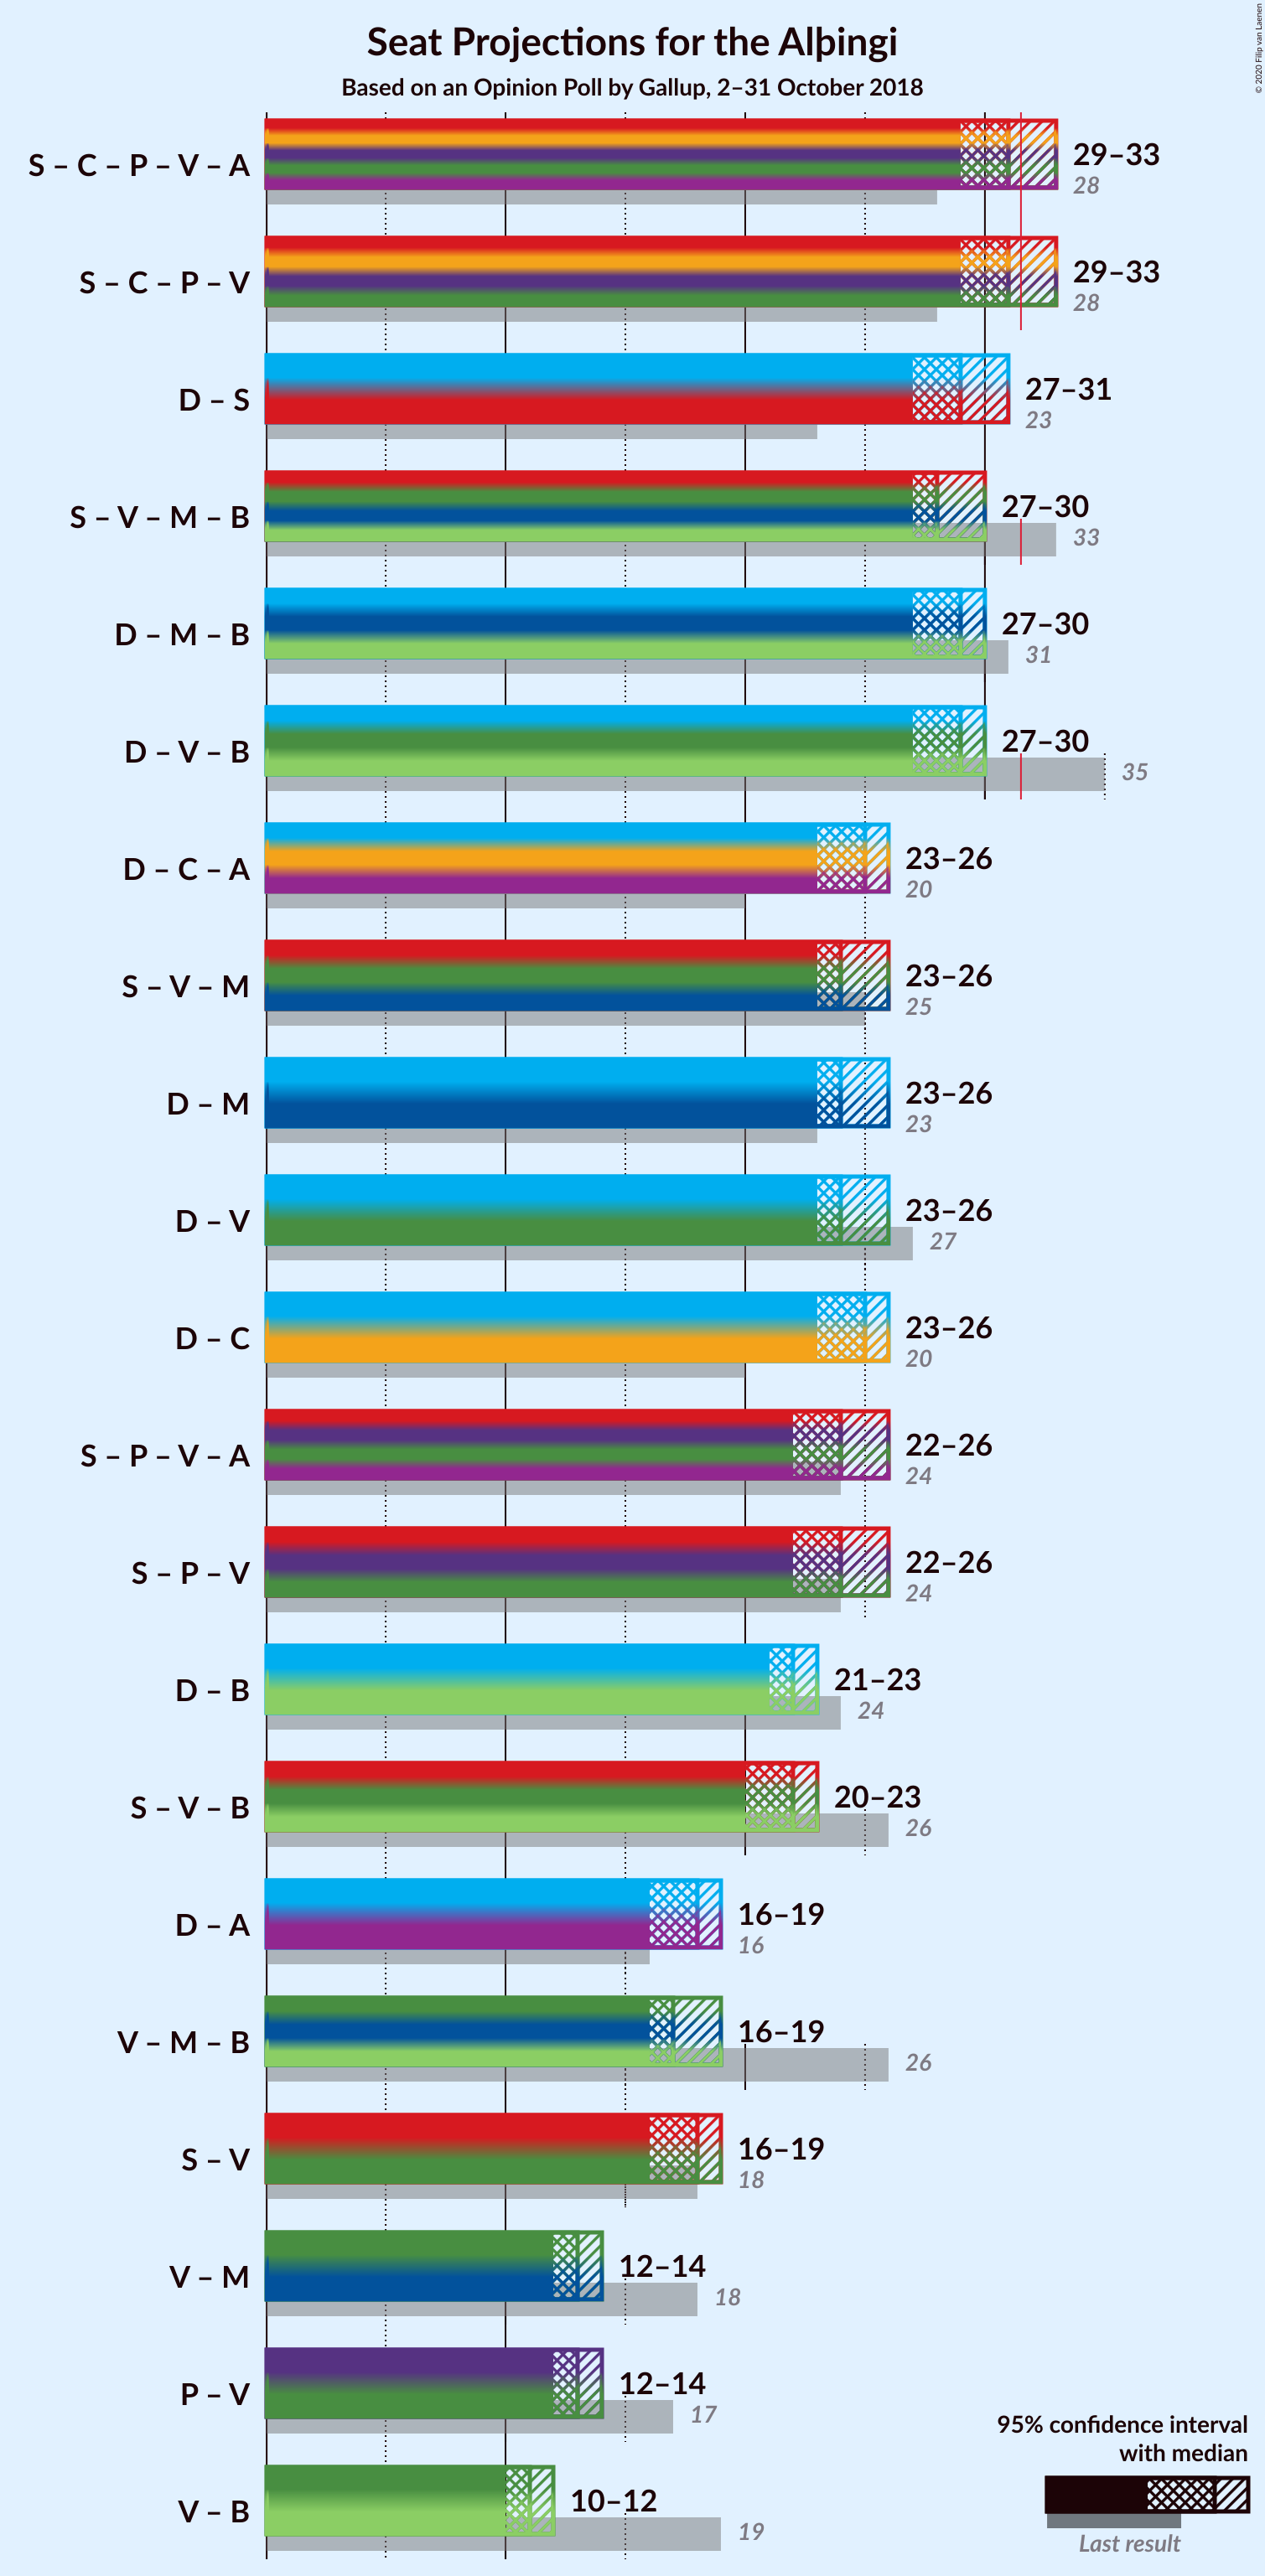 © 2020 Filip van Laenen
Seat Projections for the Alþingi
Based on an Opinion Poll by Gallup, 2–31 October 2018
S – C – P – V – A
29–33
28
S – C – P – V
29–33
28
D – S
27–31
23
S – V – M – B
27–30
33
D – M – B
27–30
31
D – V – B
27–30
35
D – C – A
23–26
20
S – V – M
23–26
25
D – M
23–26
23
D – V
23–26
27
D – C
23–26
20
S – P – V – A
22–26
24
S – P – V
22–26
24
D – B
21–23
24
S – V – B
20–23
26
D – A
16–19
16
V – M – B
16–19
26
S – V
16–19
18
V – M
12–14
18
P – V
12–14
17
V – B
10–12
19
95% confidence interval
with median
Last result